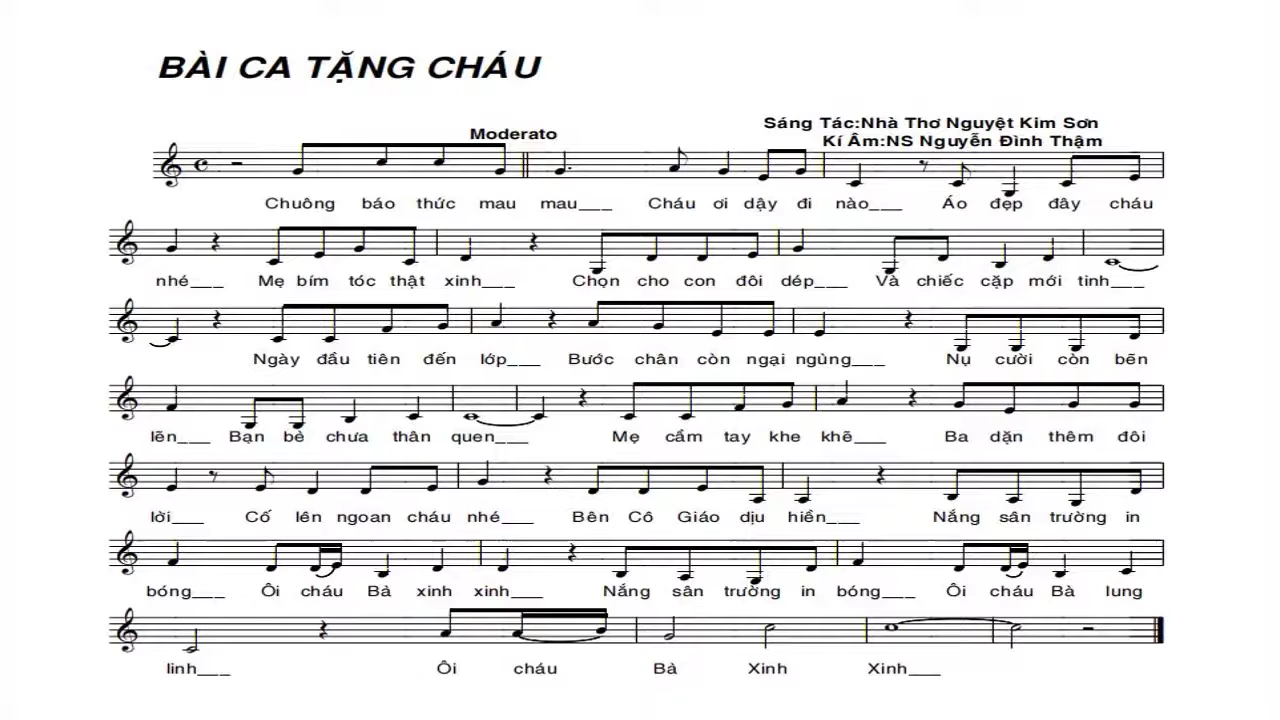 BÀI CA TẶNG CHÁU
Sáng Tác:Nhà Thơ Nguyệt Kim Sơn
Moderato
Kí Âm:NS Nguyễn Đình Thậm
Chuông báo thức mau mau___ Cháu ơi dậy đi nào___ Áo đẹp đây cháu
nhé___ Mẹ bím tóc thật xinh___ Chọn cho con đôi dép___ Và chiếc cặp mới tinh___
Ngày đầu tiên đến lớp___ Bước chân còn ngại ngùng___ Nụ cười còn bẽn
lẽn___ Bạn bè chưa thân quen___ Mẹ cầm tay khe khẽ___ Ba dặn thêm đôi
lời___ Cố lên ngoan cháu nhé___ Bên Cô Giáo dịu hiền___ Nắng sân trường in
bóng___ Ôi cháu Bà xinh xinh___ Nắng sân trường in bóng___ Ôi cháu Bà lung
linh___ Ôi cháu Bà Xinh Xinh___